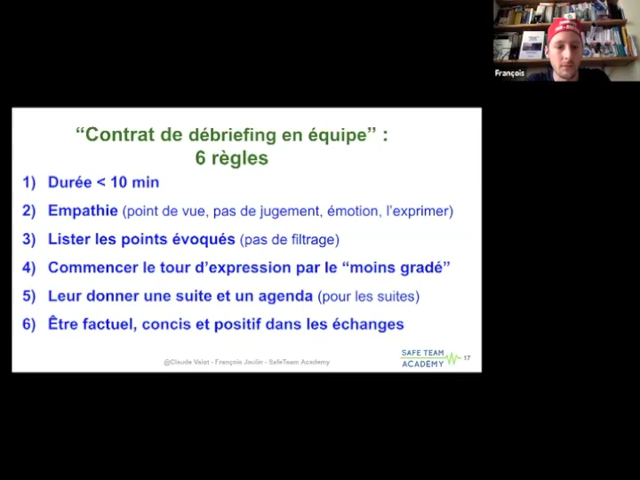 François
“Contrat de débriefing en équipe” :
6 règles
1) Durée < 10 min
2) Empathie (point de vue, pas de jugement, émotion, l’exprimer)
3) Lister les points évoqués (pas de filtrage)
4) Commencer le tour d’expression par le “moins gradé”
5) Leur donner une suite et un agenda (pour les suites)
6) Être factuel, concis et positif dans les échanges
@Claude Valot - François Jaulin - SafeTeam Academy
SAFE TEAM
ACADEMY
17